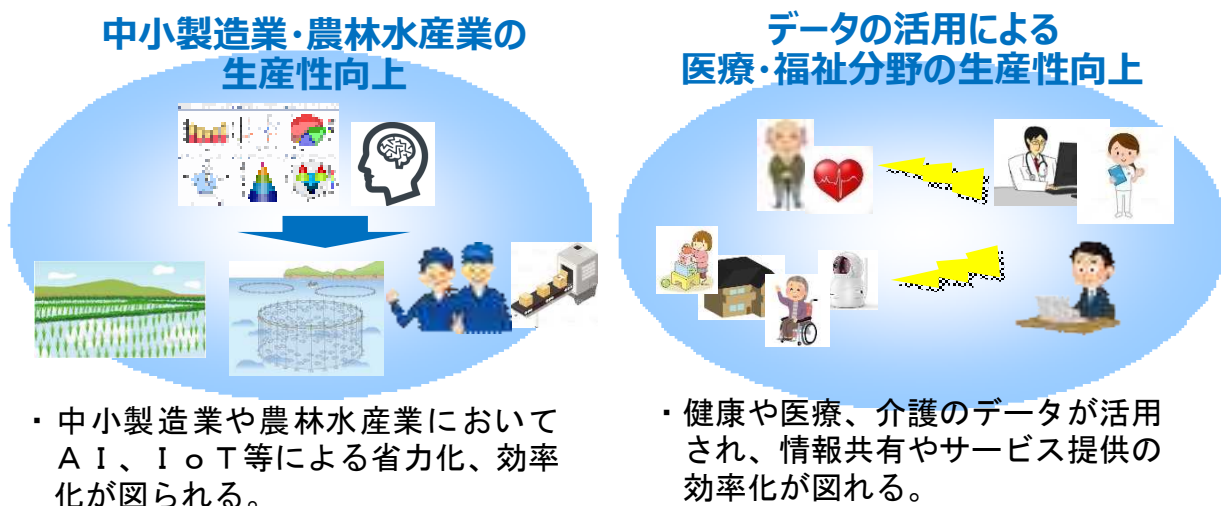 中小製造業・農林水産業の
生産性向上
・中小製造業や農林水産業において
ＡＩ、ＩｏＴ等による省力化、効率
化が図られる。
データの活用による
医療・福祉分野の生産性向上
・健康や医療、介護のデータが活用
され、情報共有やサービス提供の
効率化が図れる。